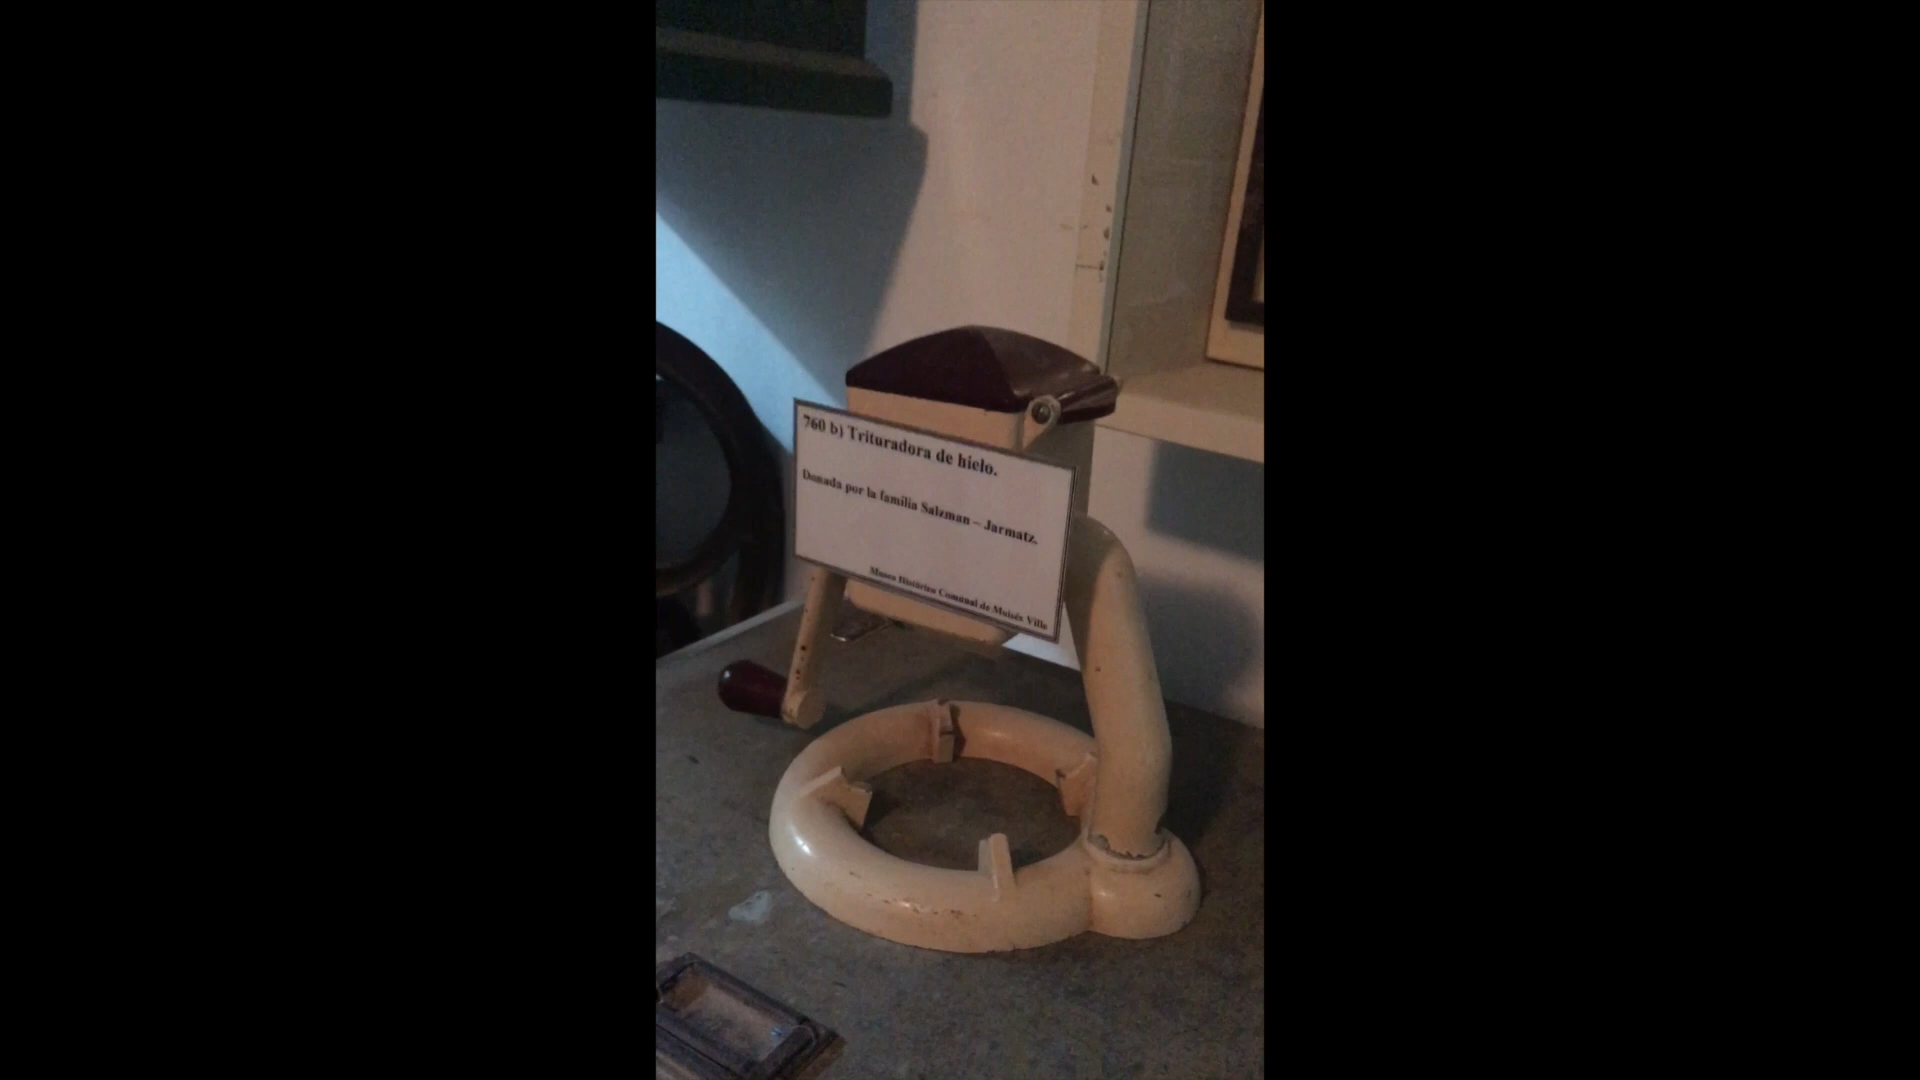 760 b) Trituradora de hielo.
Donada por la familia Salzman – Jarmatz.
Museo Histórico Comunal de Moisés Ville